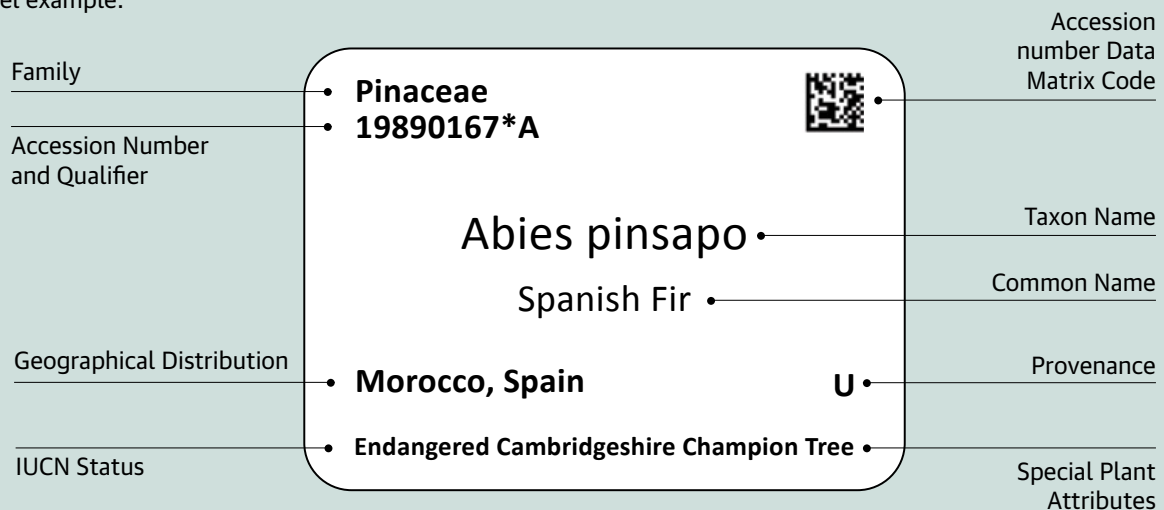 el example:
Accession
number Data
Matrix Code
Family
Pinaceae
19890167*A
Accession Number
and Qualifier
Taxon Name
Abies pinsapo
Common Name
Spanish Fir
Geographical Distribution
Provenance
Morocco, Spain
U
Endangered Cambridgeshire Champion Tree
IUCN Status
Special Plant
Attributes